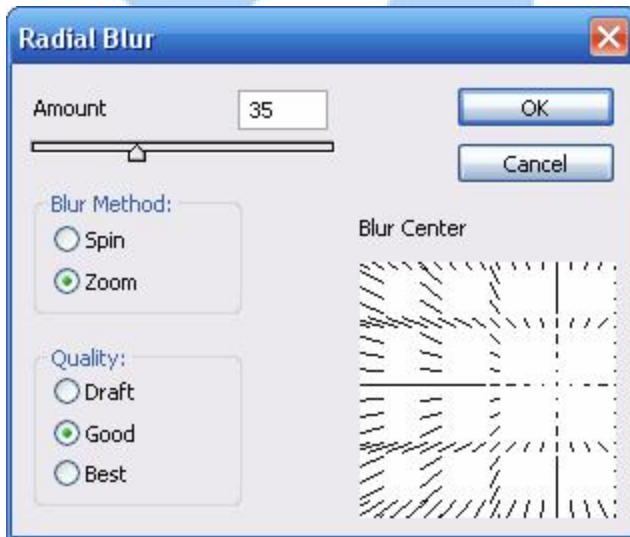 Radial Blur
Amount 35
OK
Cancel
Blur Method:
Spin
Zoom
Blur Center
Quality:
Draft
Good
Best